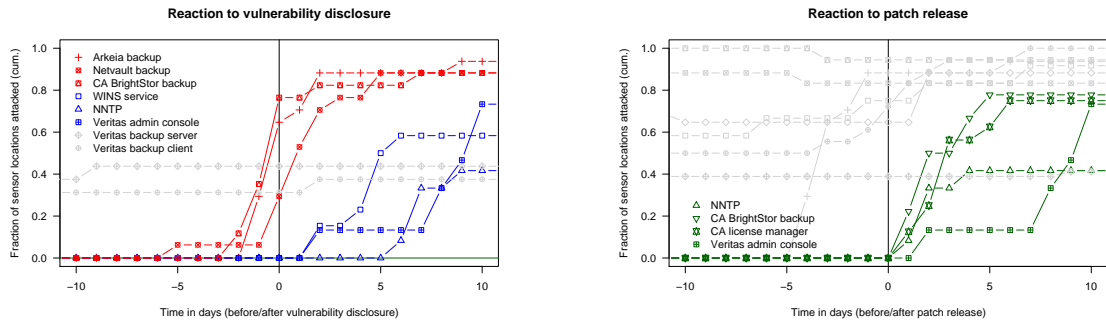 Reaction to vulnerability disclosure
Fraction of sensor locations attacked (cum.)
1.0
0.8
0.6
0.4
0.2
0.0
Arkeia backup
Netvault backup
CA BrightStor backup
WINS service
NNTP
Veritas admin console
Veritas backup server
Veritas backup client
−10
−5
0
5
10
Time in days (before/after vulnerability disclosure)
Reaction to patch release
Fraction of sensor locations attacked (cum.)
1.0
0.8
0.6
0.4
0.2
0.0
NNTP
CA BrightStor backup
CA license manager
Veritas admin console
−10
−5
0
5
10
Time in days (before/after patch release)